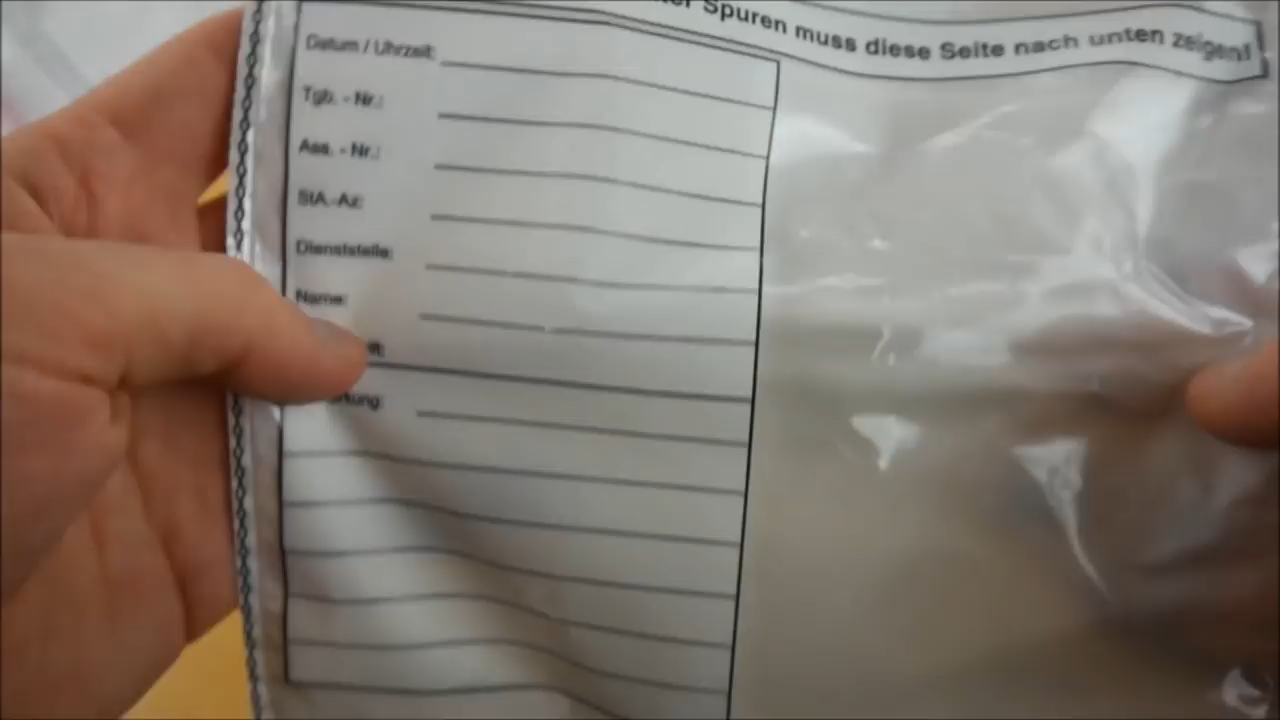 Spuren muss diese Seite nach unten zeigen!
Datum / Uhrzeit:
Tgb. - Nr.:
Ass. - Nr.:
StA.-Az:
Dienststelle:
Name: